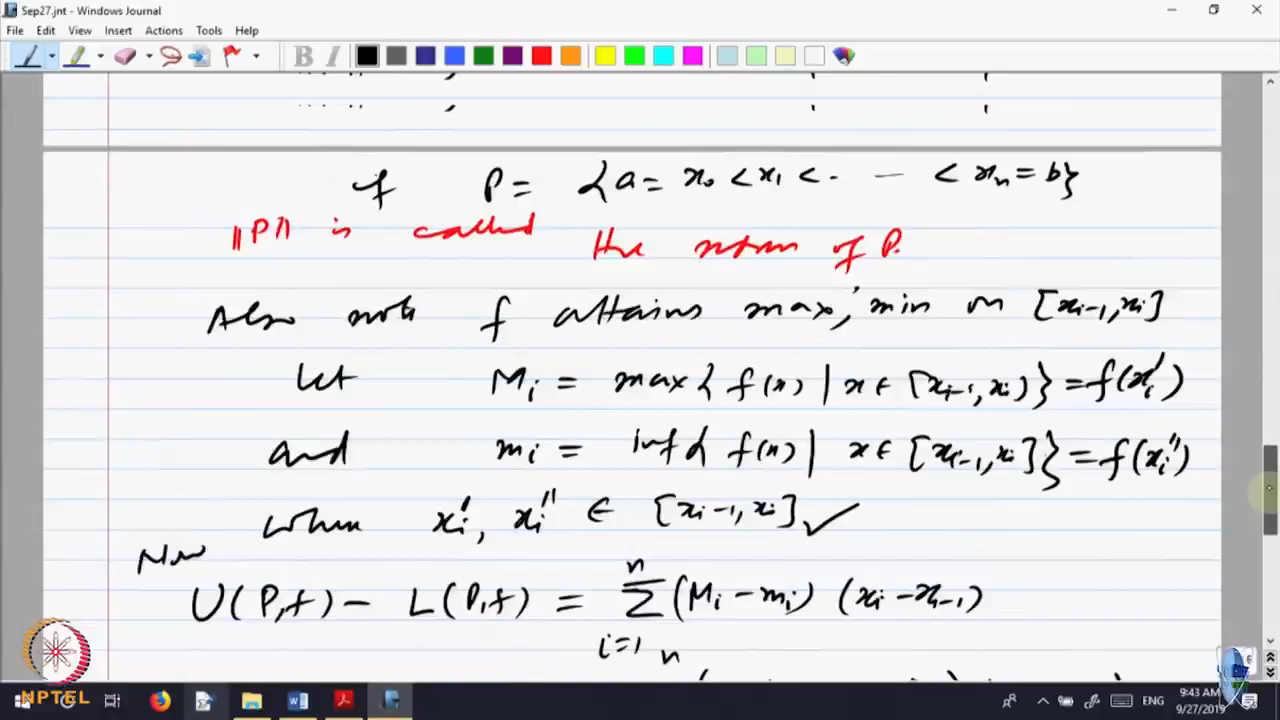 Sep27.jnt - Windows Journal
File Edit View Insert Actions Tools Help
if P = {a = x₀ < x₁ < . — < xₙ = b}
||P|| is called the norm of P.
Also note f attains max, min on [xᵢ₋₁, xᵢ]
Let Mᵢ = max{ f(x) | x ∈ [xᵢ₋₁, xᵢ] } = f(xᵢ′)
and mᵢ = inf{ f(x) | x ∈ [xᵢ₋₁, xᵢ] } = f(xᵢ″)
when xᵢ′, xᵢ″ ∈ [xᵢ₋₁, xᵢ] ✓
Now
U(P,f) − L(P,f) = ∑ᵢ₌₁ⁿ (Mᵢ − mᵢ) (xᵢ − xᵢ₋₁)
n
NPTEL
ENG
9:43 AM
9/27/2019